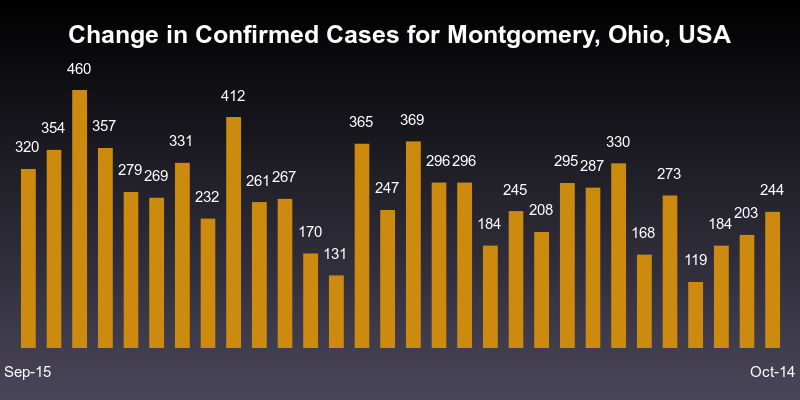 Change in Confirmed Cases for Montgomery, Ohio, USA
320 354 460 357 279 269 331 232 412 261 267 170 131 365 247 369 296 296 184 245 208 295 287 330 168 273 119 184 203 244
Sep-15 Oct-14